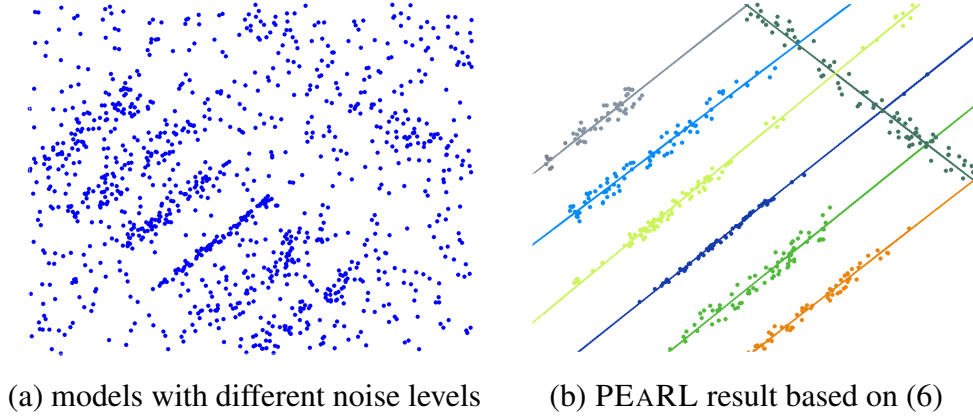 (a) models with different noise levels
(b) PEARL result based on (6)